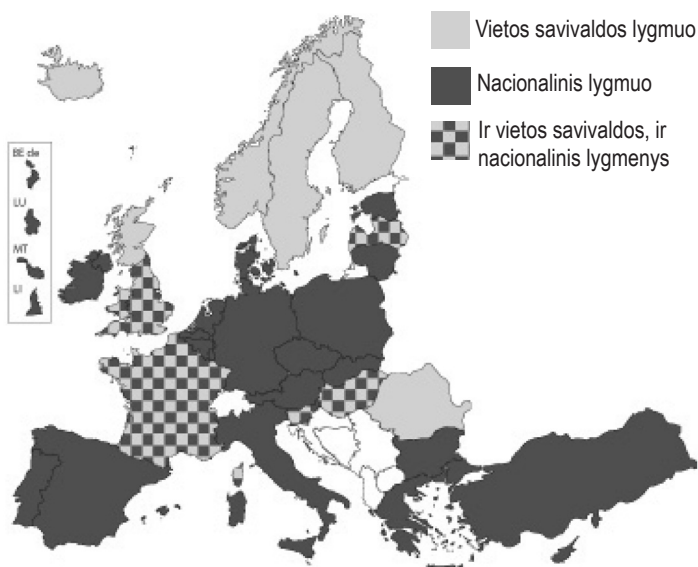 Vietos savivaldos lygmuo
Nacionalinis lygmuo
Ir vietos savivaldos, ir
nacionalinis lygmenys
BE de
LU
MT
LI